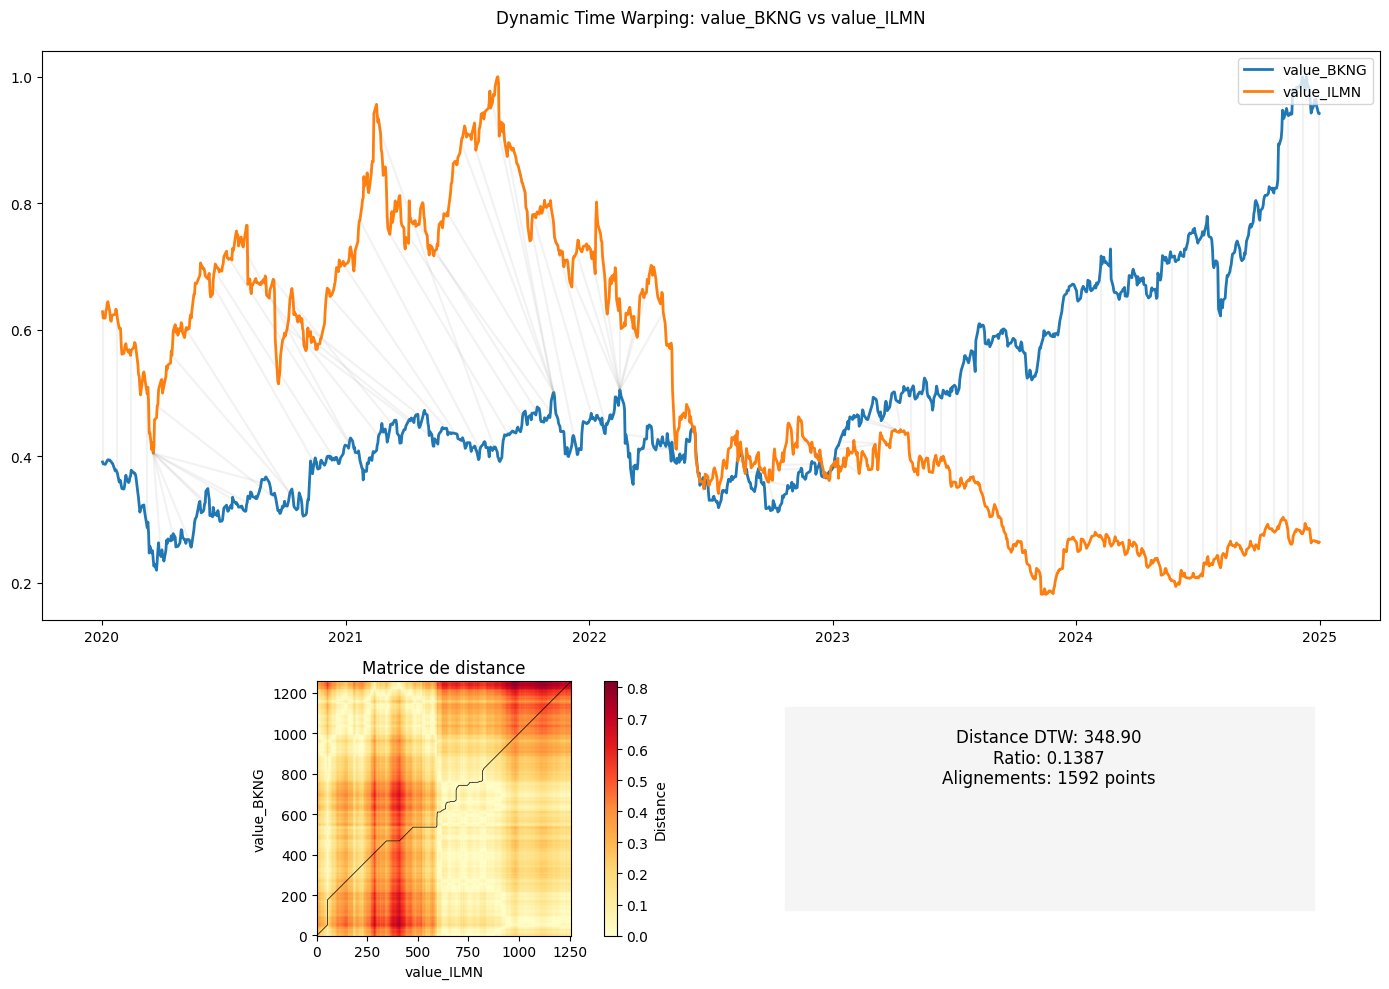 Dynamic Time Warping: value_BKNG vs value_ILMN
value_BKNG
value_ILMN
1.0
0.8
0.6
0.4
0.2
2020 2021 2022 2023 2024 2025
Matrice de distance
1200
1000
800
600
400
200
0
value_BKNG
0 250 500 750 1000 1250
value_ILMN
0.8
0.7
0.6
0.5
0.4
0.3
0.2
0.1
0.0
Distance
Distance DTW: 348.90
Ratio: 0.1387
Alignements: 1592 points